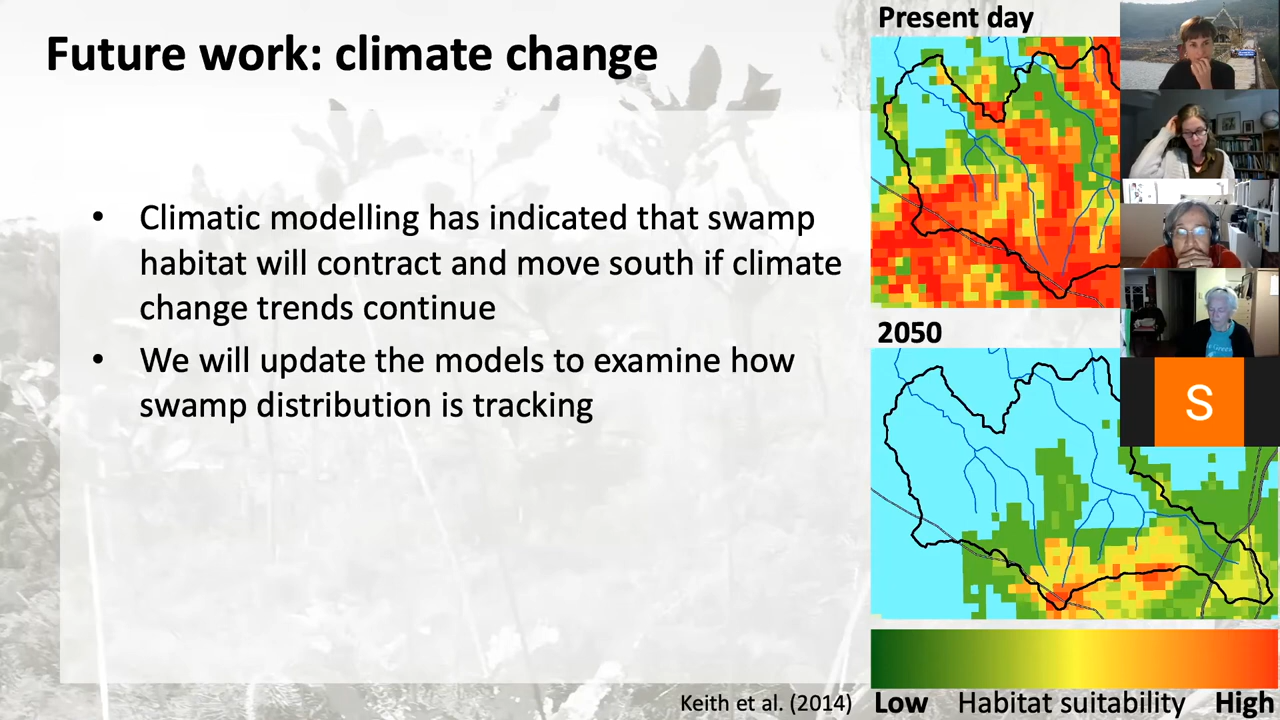 Future work: climate change
• Climatic modelling has indicated that swamp
habitat will contract and move south if climate
change trends continue
• We will update the models to examine how
swamp distribution is tracking
Present day
2050
S
Keith et al. (2014)
Low Habitat suitability High